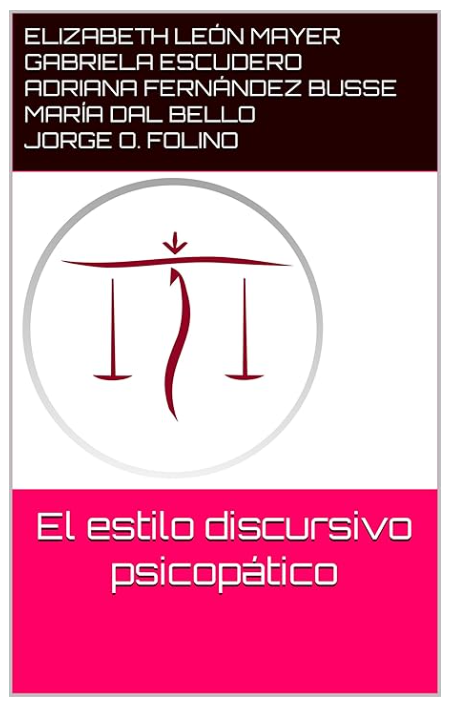 ELIZABETH LEÓN MAYER
GABRIELA ESCUDERO
ADRIANA FERNÁNDEZ BUSSE
MARÍA DAL BELLO
JORGE O. FOLINO
El estilo discursivo
psicopático